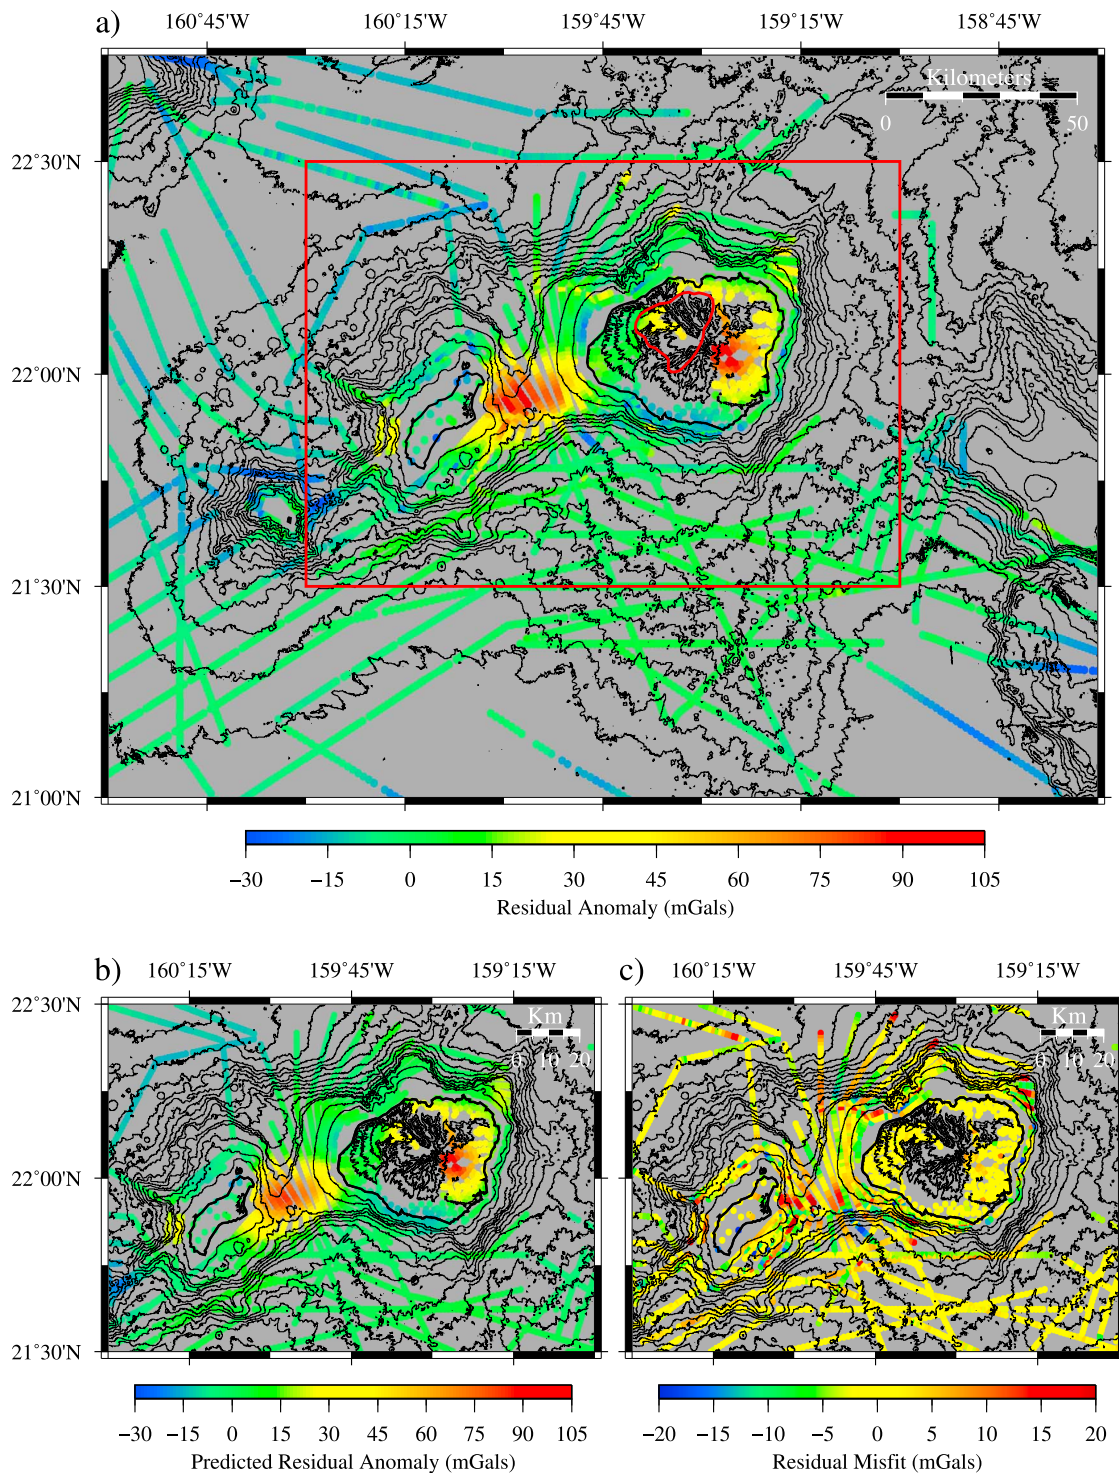 a)
160°45'W 160°15'W 159°45'W 159°15'W 158°45'W
Kilometers
0 50
22°30'N
22°00'N
21°30'N
21°00'N
−30 −15 0 15 30 45 60 75 90 105
Residual Anomaly (mGals)
b)
160°15'W 159°45'W 159°15'W
Km
0 10 20
22°30'N
22°00'N
21°30'N
−30 −15 0 15 30 45 60 75 90 105
Predicted Residual Anomaly (mGals)
c)
160°15'W 159°45'W 159°15'W
Km
0 10 20
−20 −15 −10 −5 0 5 10 15 20
Residual Misfit (mGals)